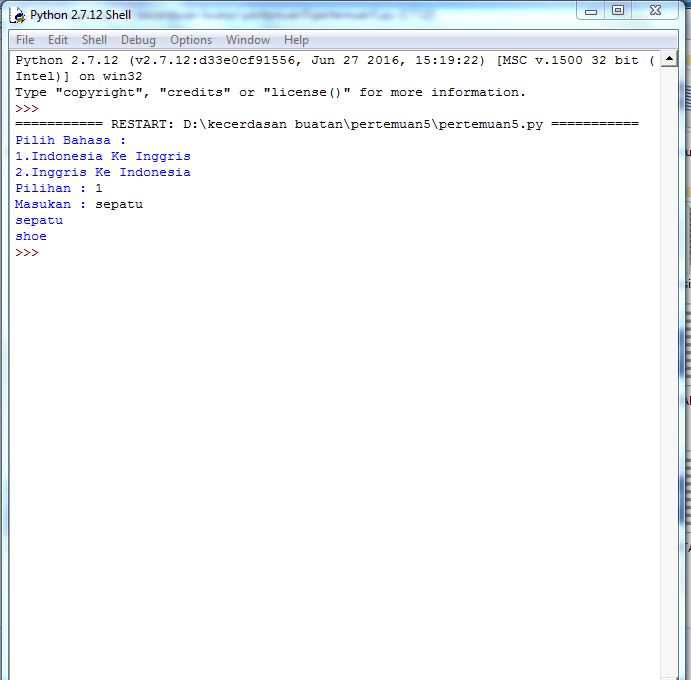 Python 2.7.12 Shell
File Edit Shell Debug Options Window Help
Python 2.7.12 (v2.7.12:d33e0cf91556, Jun 27 2016, 15:19:22) [MSC v.1500 32 bit (
Intel)] on win32
Type "copyright", "credits" or "license()" for more information.
>>>
=========== RESTART: D:\kecerdasan buatan\pertemuan5\pertemuan5.py ===========
Pilih Bahasa :
1.Indonesia Ke Inggris
2.Inggris Ke Indonesia
Pilihan : 1
Masukan : sepatu
sepatu
shoe
>>>